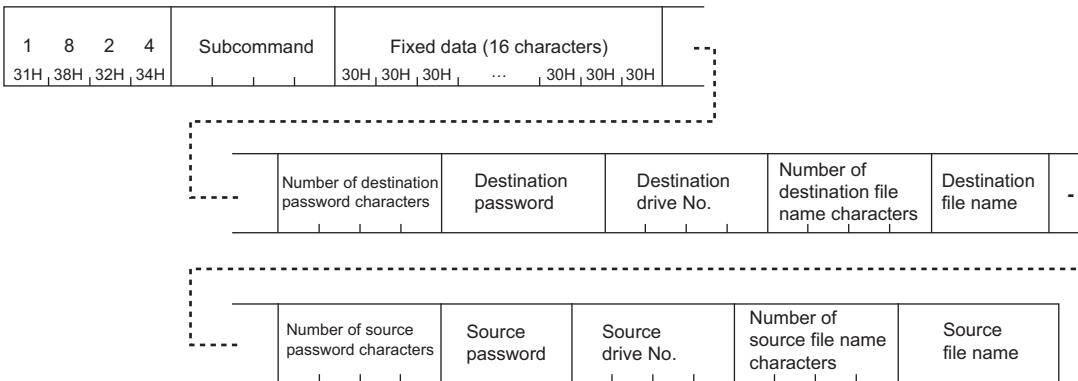 1 8 2 4
31H 38H 32H 34H
Subcommand
Fixed data (16 characters)
30H 30H 30H … 30H 30H 30H
Number of destination
password characters
Destination
password
Destination
drive No.
Number of
destination file
name characters
Destination
file name
Number of source
password characters
Source
password
Source
drive No.
Number of
source file name
characters
Source
file name